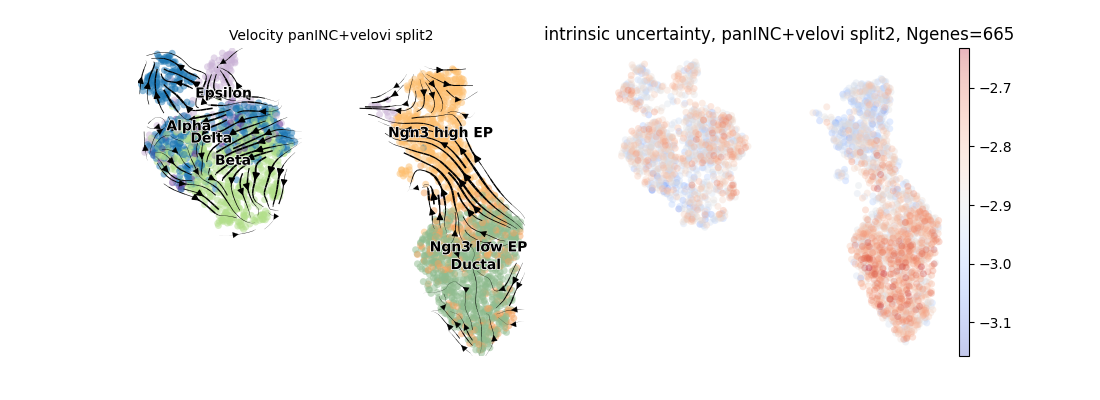 Velocity panINC+velovi split2
Epsilon
Alpha
Delta
Beta
Ngn3 high EP
Ngn3 low EP
Ductal
intrinsic uncertainty, panINC+velovi split2, Ngenes=665
−2.7
−2.8
−2.9
−3.0
−3.1